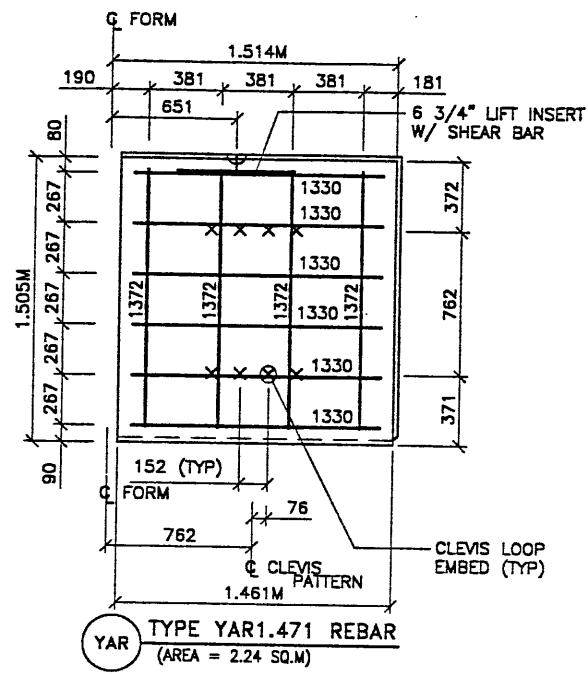 ℄ FORM
1.514M
190 381 381 381 181
651
6 3/4" LIFT INSERT
W/ SHEAR BAR
80
267
267
267
267
267
90
1.505M
1330
1330
1330
1330
1330
1330
1372 1372 1372 1372
372
762
371
152 (TYP)
℄ FORM
76
762
CLEVIS LOOP
EMBED (TYP)
℄ CLEVIS
PATTERN
1.461M
YAR
TYPE YAR1.471 REBAR
(AREA = 2.24 SQ.M)